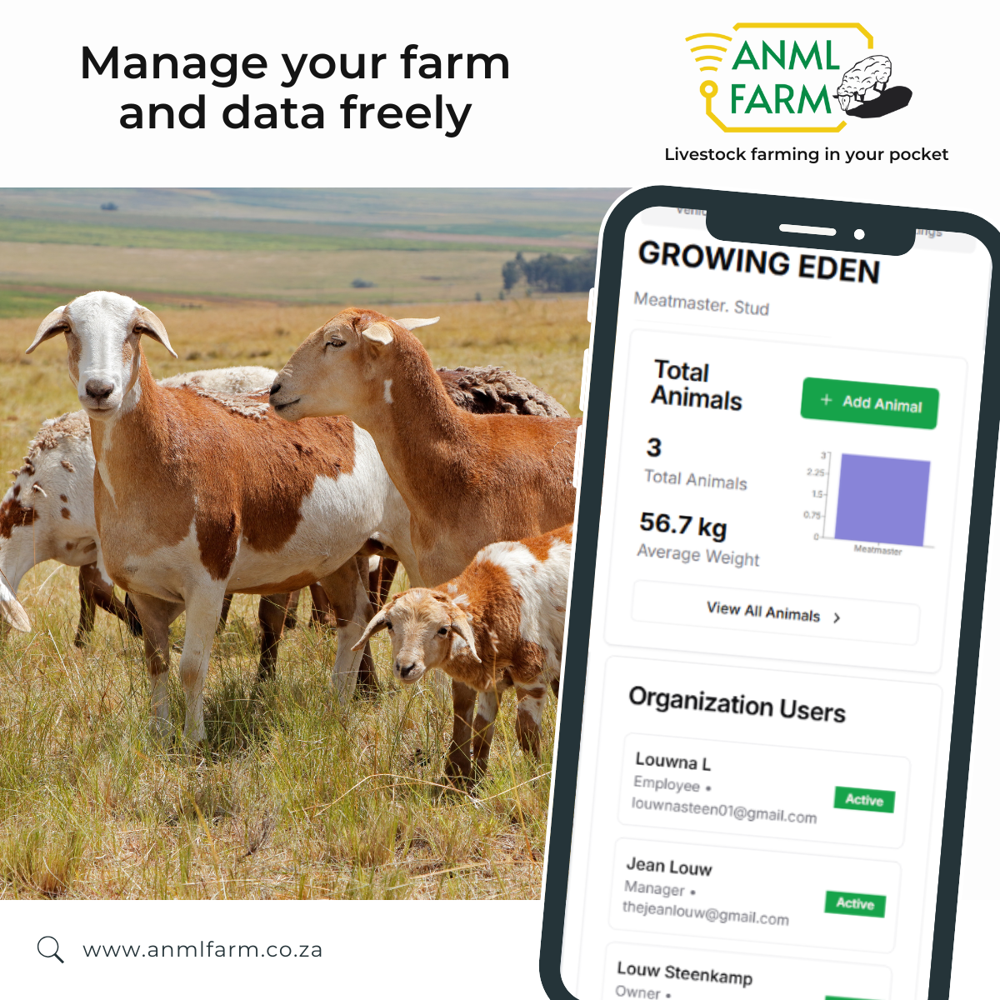 Manage your farm
and data freely
ANML
FARM
Livestock farming in your pocket
GROWING EDEN
Meatmaster. Stud
Total
Animals
+ Add Animal
3
Total Animals
56.7 kg
Average Weight
3
2.25
1.5
0.75
0
Meatmaster
View All Animals
Organization Users
Louwna L
Employee •
louwnasteen01@gmail.com
Active
Jean Louw
Manager •
thejeanlouw@gmail.com
Active
Louw Steenkamp
Owner •
www.anmlfarm.co.za